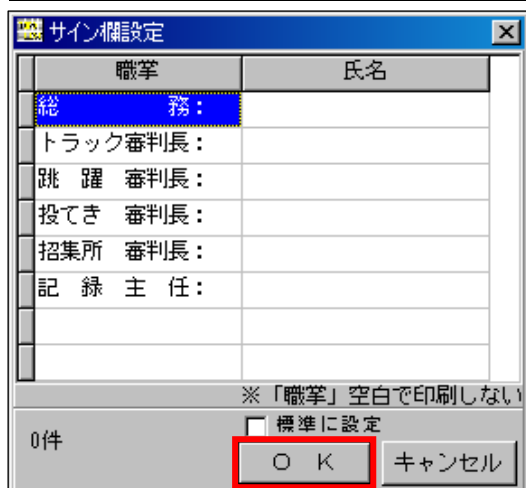 サイン欄設定
職掌 氏名
総　　　務：
トラック審判長：
跳　躍　審判長：
投てき　審判長：
招集所　審判長：
記　録　主　任：
※「職掌」空白で印刷しない
標準に設定
0件
ＯＫ キャンセル